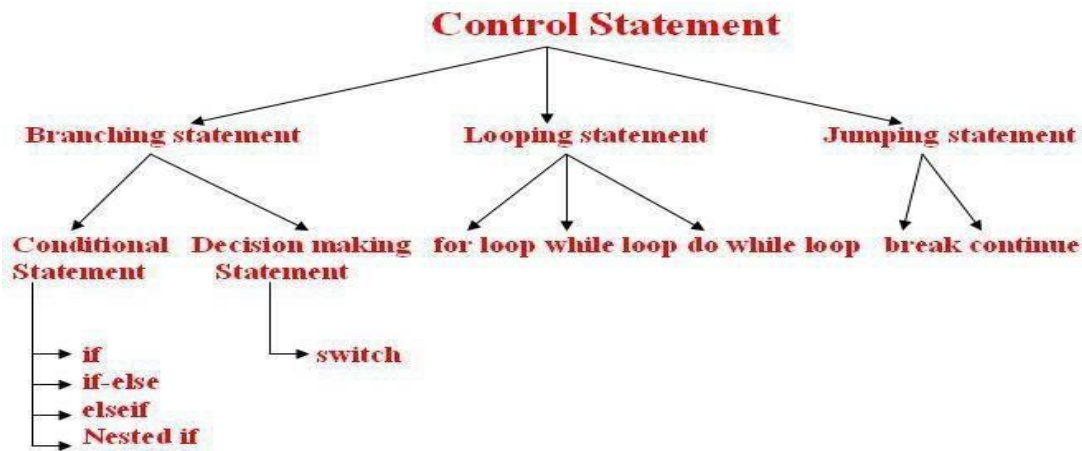 Control Statement
Branching statement
Looping statement
Jumping statement
Conditional
Statement
Decision making
Statement
for loop while loop do while loop
break continue
if
if-else
elseif
Nested if
switch